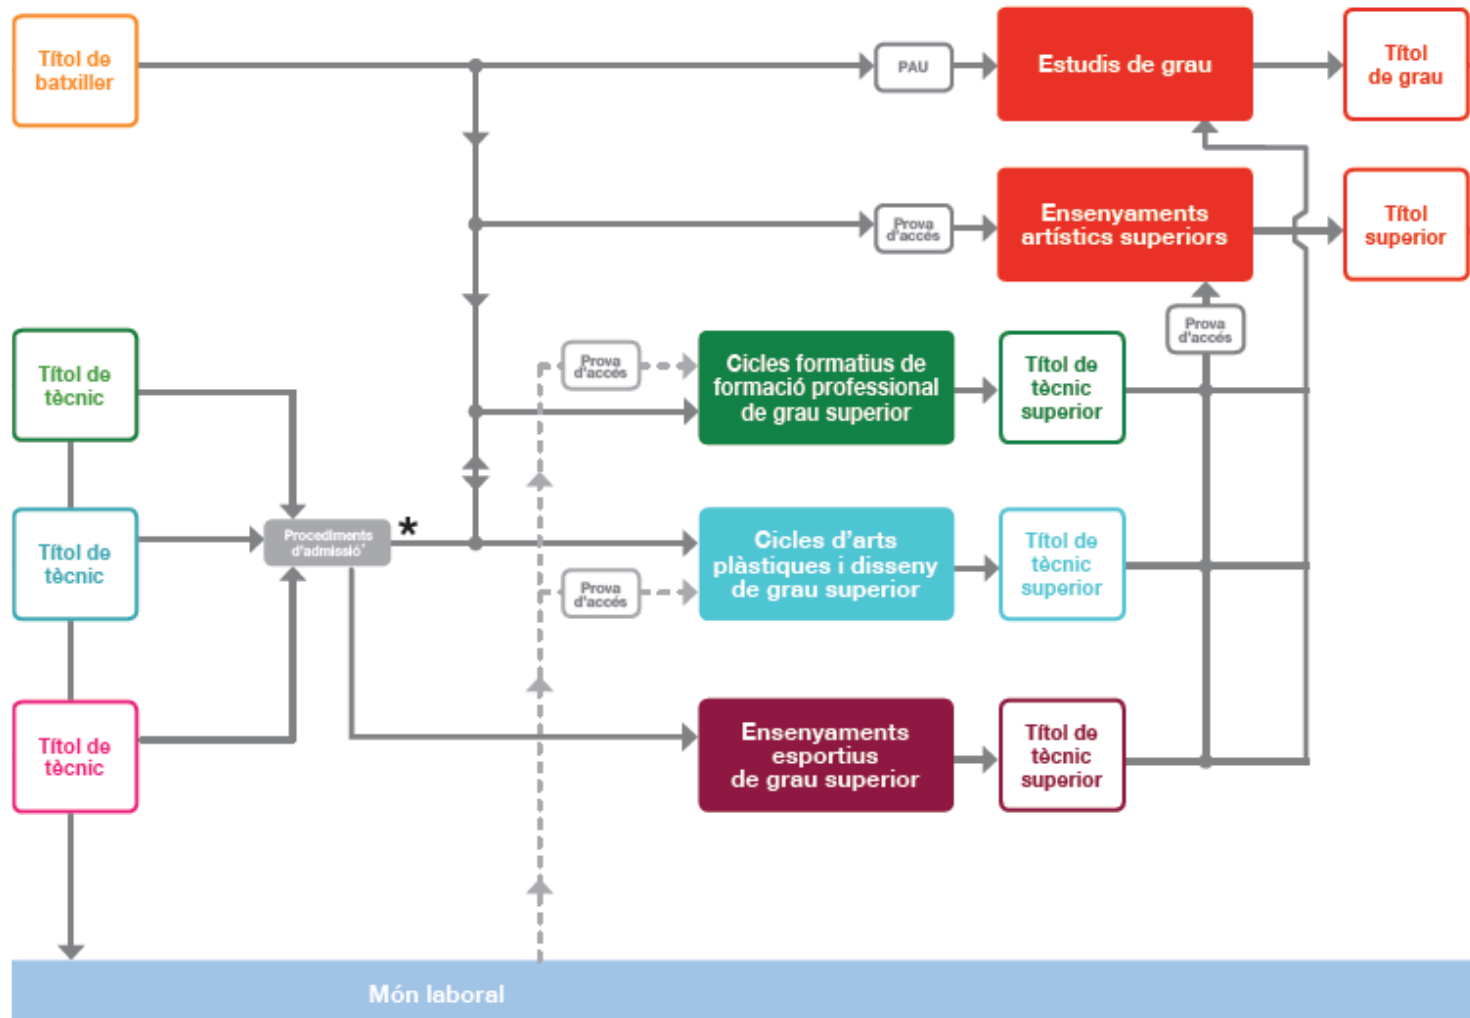 Títol de
batxiller
PAU
Estudis de grau
Títol
de grau
Prova
d'accés
Ensenyaments
artístics superiors
Títol
superior
Prova
d'accés
Títol de
tècnic
Prova
d'accés
Cicles formatius de
formació professional
de grau superior
Títol de
tècnic
superior
Títol de
tècnic
Procediments
d'admissió*
*
Cicles d'arts
plàstiques i disseny
de grau superior
Títol de
tècnic
superior
Prova
d'accés
Títol de
tècnic
Ensenyaments
esportius
de grau superior
Títol de
tècnic
superior
Món laboral